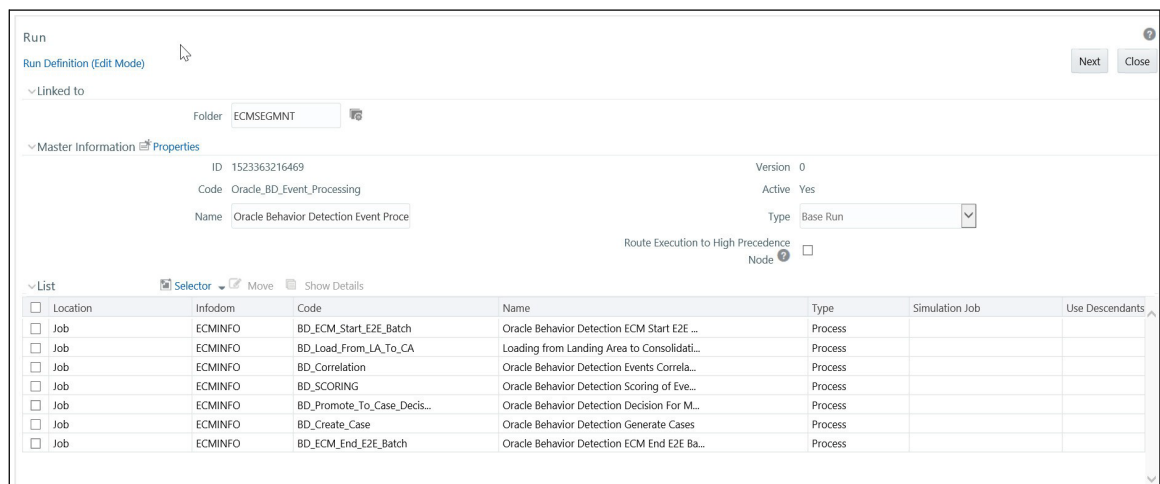 Run
Run Definition (Edit Mode)
Next Close
Linked to
Folder ECMSEGMNT
Master Information Properties
ID 1523363216469 Version 0
Code Oracle_BD_Event_Processing Active Yes
Name Oracle Behavior Detection Event Proce Type Base Run
Route Execution to High Precedence
Node ?
List Selector Move Show Details
Location Infodom Code Name Type Simulation Job Use Descendants
Job ECMINFO BD_ECM_Start_E2E_Batch Oracle Behavior Detection ECM Start E2E ... Process
Job ECMINFO BD_Load_From_LA_To_CA Loading from Landing Area to Consolidati... Process
Job ECMINFO BD_Correlation Oracle Behavior Detection Events Correla... Process
Job ECMINFO BD_SCORING Oracle Behavior Detection Scoring of Eve... Process
Job ECMINFO BD_Promote_To_Case_Decis... Oracle Behavior Detection Decision For M... Process
Job ECMINFO BD_Create_Case Oracle Behavior Detection Generate Cases Process
Job ECMINFO BD_ECM_End_E2E_Batch Oracle Behavior Detection ECM End E2E Ba... Process